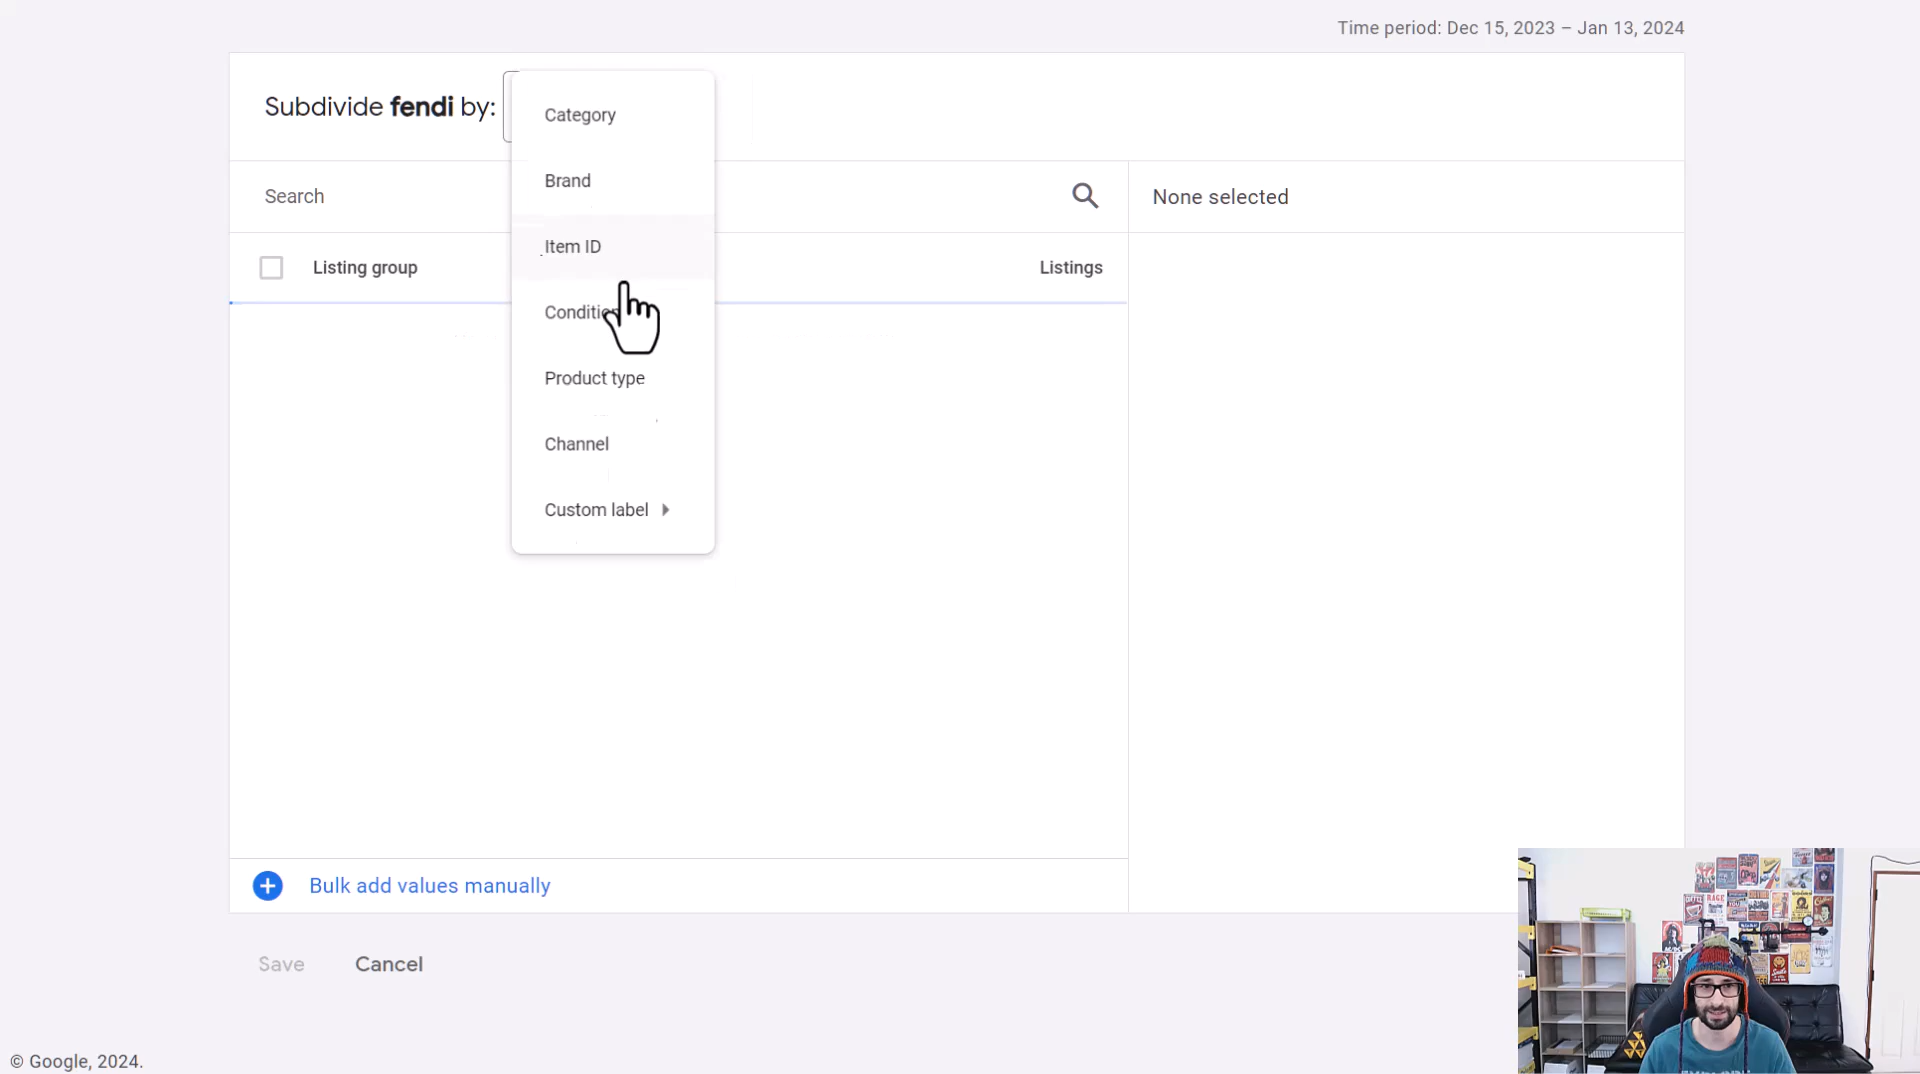 Time period: Dec 15, 2023 – Jan 13, 2024
Subdivide fendi by:
Category
Brand
Item ID
Condition
Product type
Channel
Custom label
Search
None selected
Listing group
Listings
Bulk add values manually
Save
Cancel
© Google, 2024.